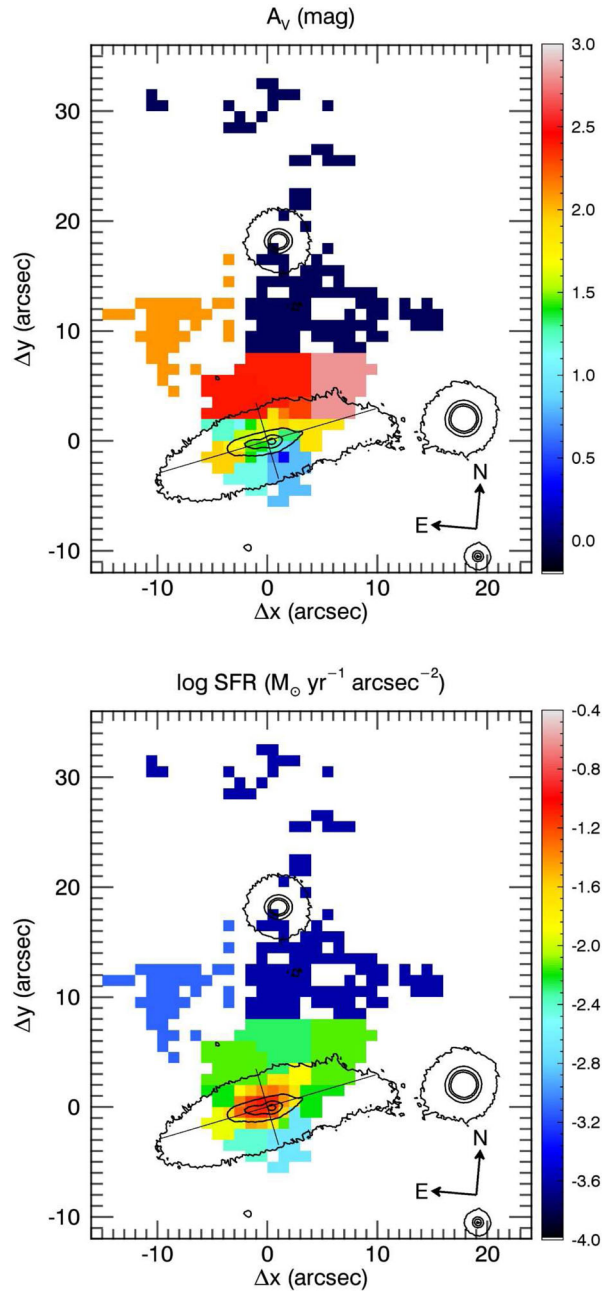 A_V (mag)
3.0
30
2.5
20
2.0
1.5
10
1.0
Δy (arcsec)
0
0.5
N
E
0.0
-10
-10 0 10 20
Δx (arcsec)
log SFR (M☉ yr⁻¹ arcsec⁻²)
-0.4
30
-0.8
-1.2
20
-1.6
-2.0
10
-2.4
Δy (arcsec)
-2.8
0
-3.2
N
E
-3.6
-10
-4.0
-10 0 10 20
Δx (arcsec)